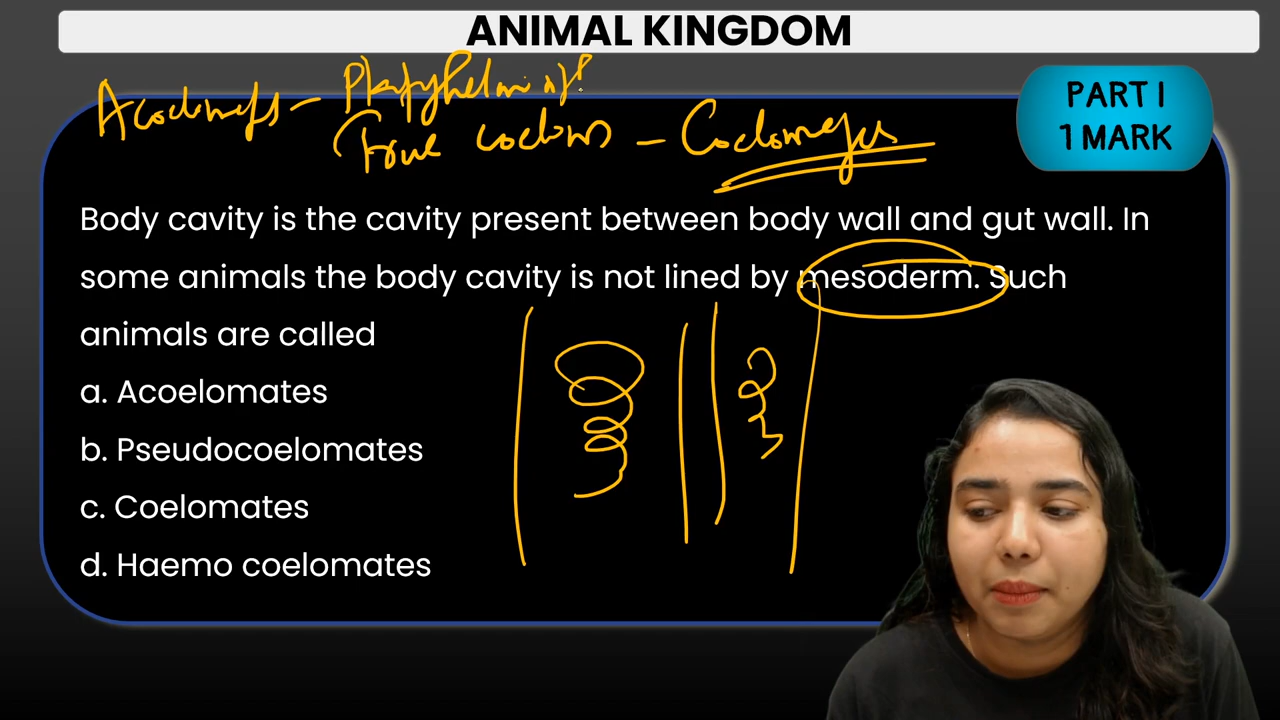 ANIMAL KINGDOM
PART I
1 MARK
Acoelomates – Platyhelminthes
True coeloms – Coelomates
Body cavity is the cavity present between body wall and gut wall. In
some animals the body cavity is not lined by mesoderm. Such
animals are called
a. Acoelomates
b. Pseudocoelomates
c. Coelomates
d. Haemo coelomates